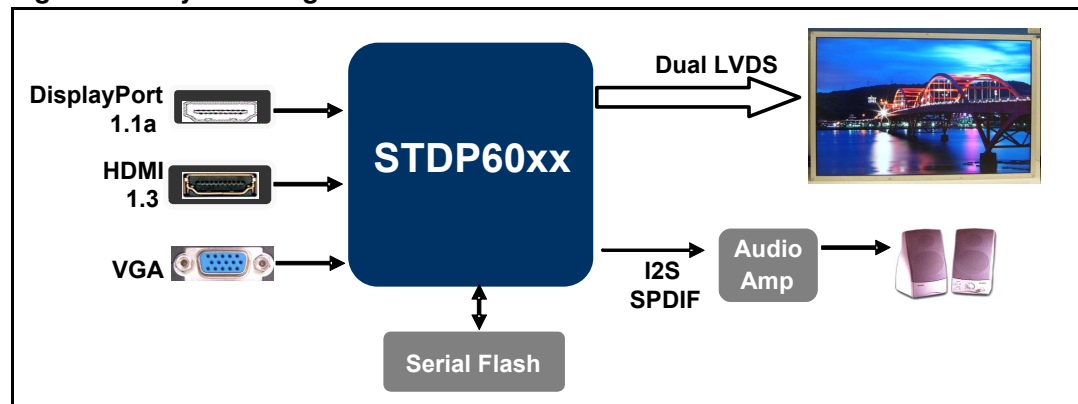 DisplayPort
1.1a
HDMI
1.3
VGA
STDP60xx
Dual LVDS
I2S
SPDIF
Audio
Amp
Serial Flash